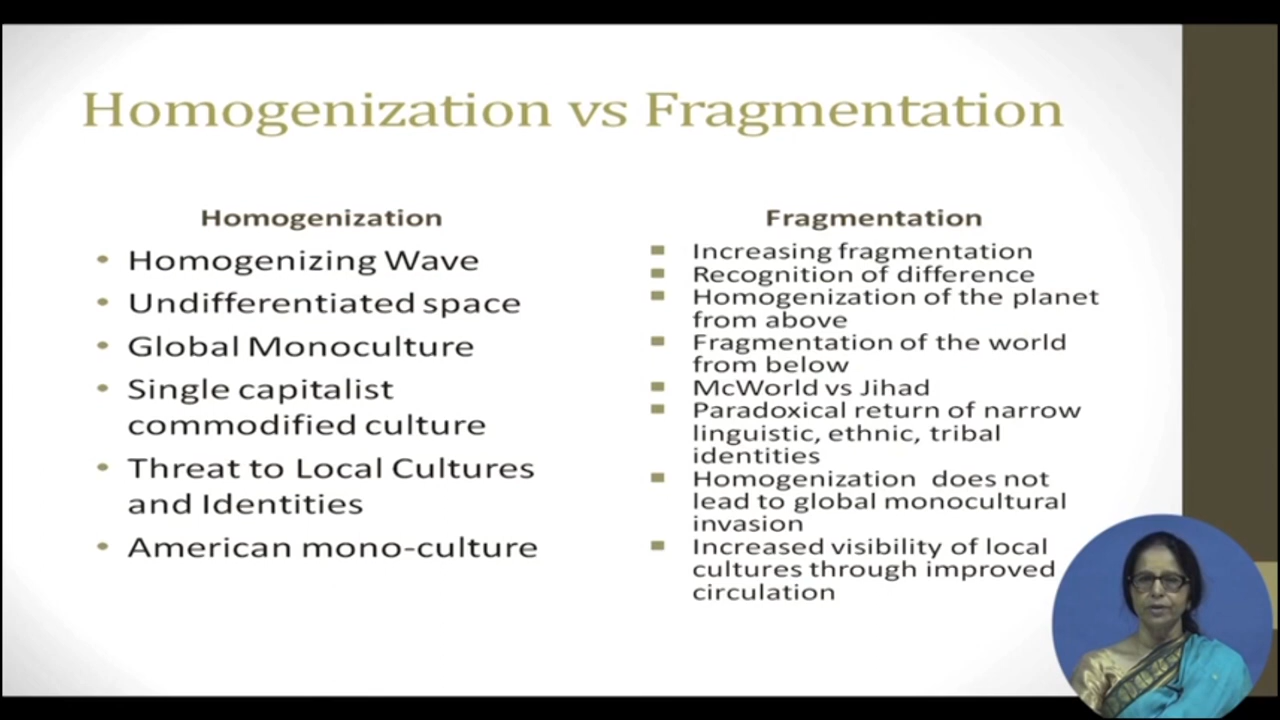 Homogenization vs Fragmentation
Homogenization
Homogenizing Wave
Undifferentiated space
Global Monoculture
Single capitalist
commodified culture
Threat to Local Cultures
and Identities
American mono-culture
Fragmentation
Increasing fragmentation
Recognition of difference
Homogenization of the planet
from above
Fragmentation of the world
from below
McWorld vs Jihad
Paradoxical return of narrow
linguistic, ethnic, tribal
identities
Homogenization  does not
lead to global monocultural
invasion
Increased visibility of local
cultures through improved
circulation